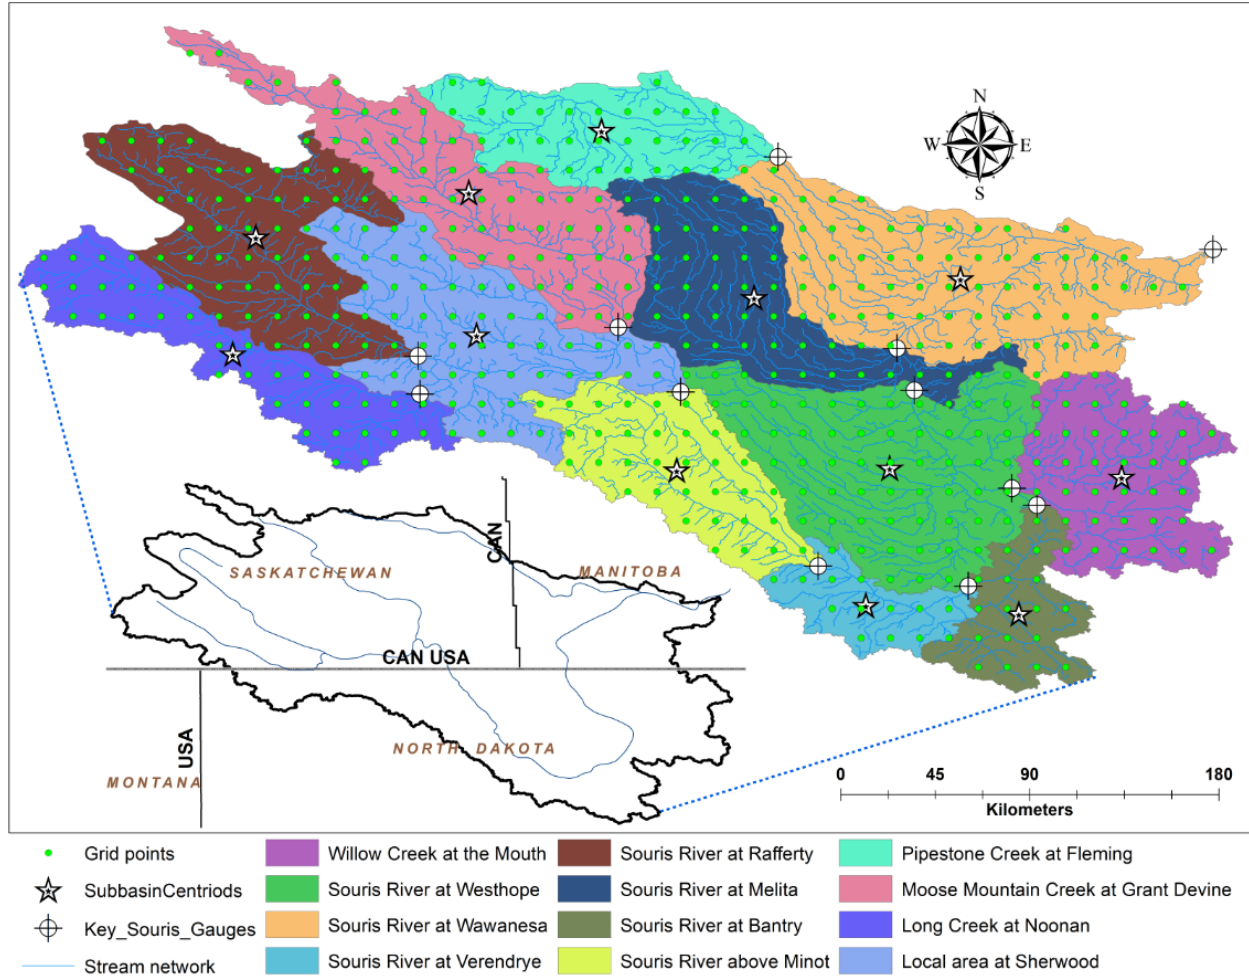 N
W E
S
CAN
SASKATCHEWAN
MANITOBA
CAN USA
USA
NORTH DAKOTA
MONTANA
0 45 90 180
Kilometers
Grid points
SubbasinCentriods
Key_Souris_Gauges
Stream network
Willow Creek at the Mouth
Souris River at Westhope
Souris River at Wawanesa
Souris River at Verendrye
Souris River at Rafferty
Souris River at Melita
Souris River at Bantry
Souris River above Minot
Pipestone Creek at Fleming
Moose Mountain Creek at Grant Devine
Long Creek at Noonan
Local area at Sherwood